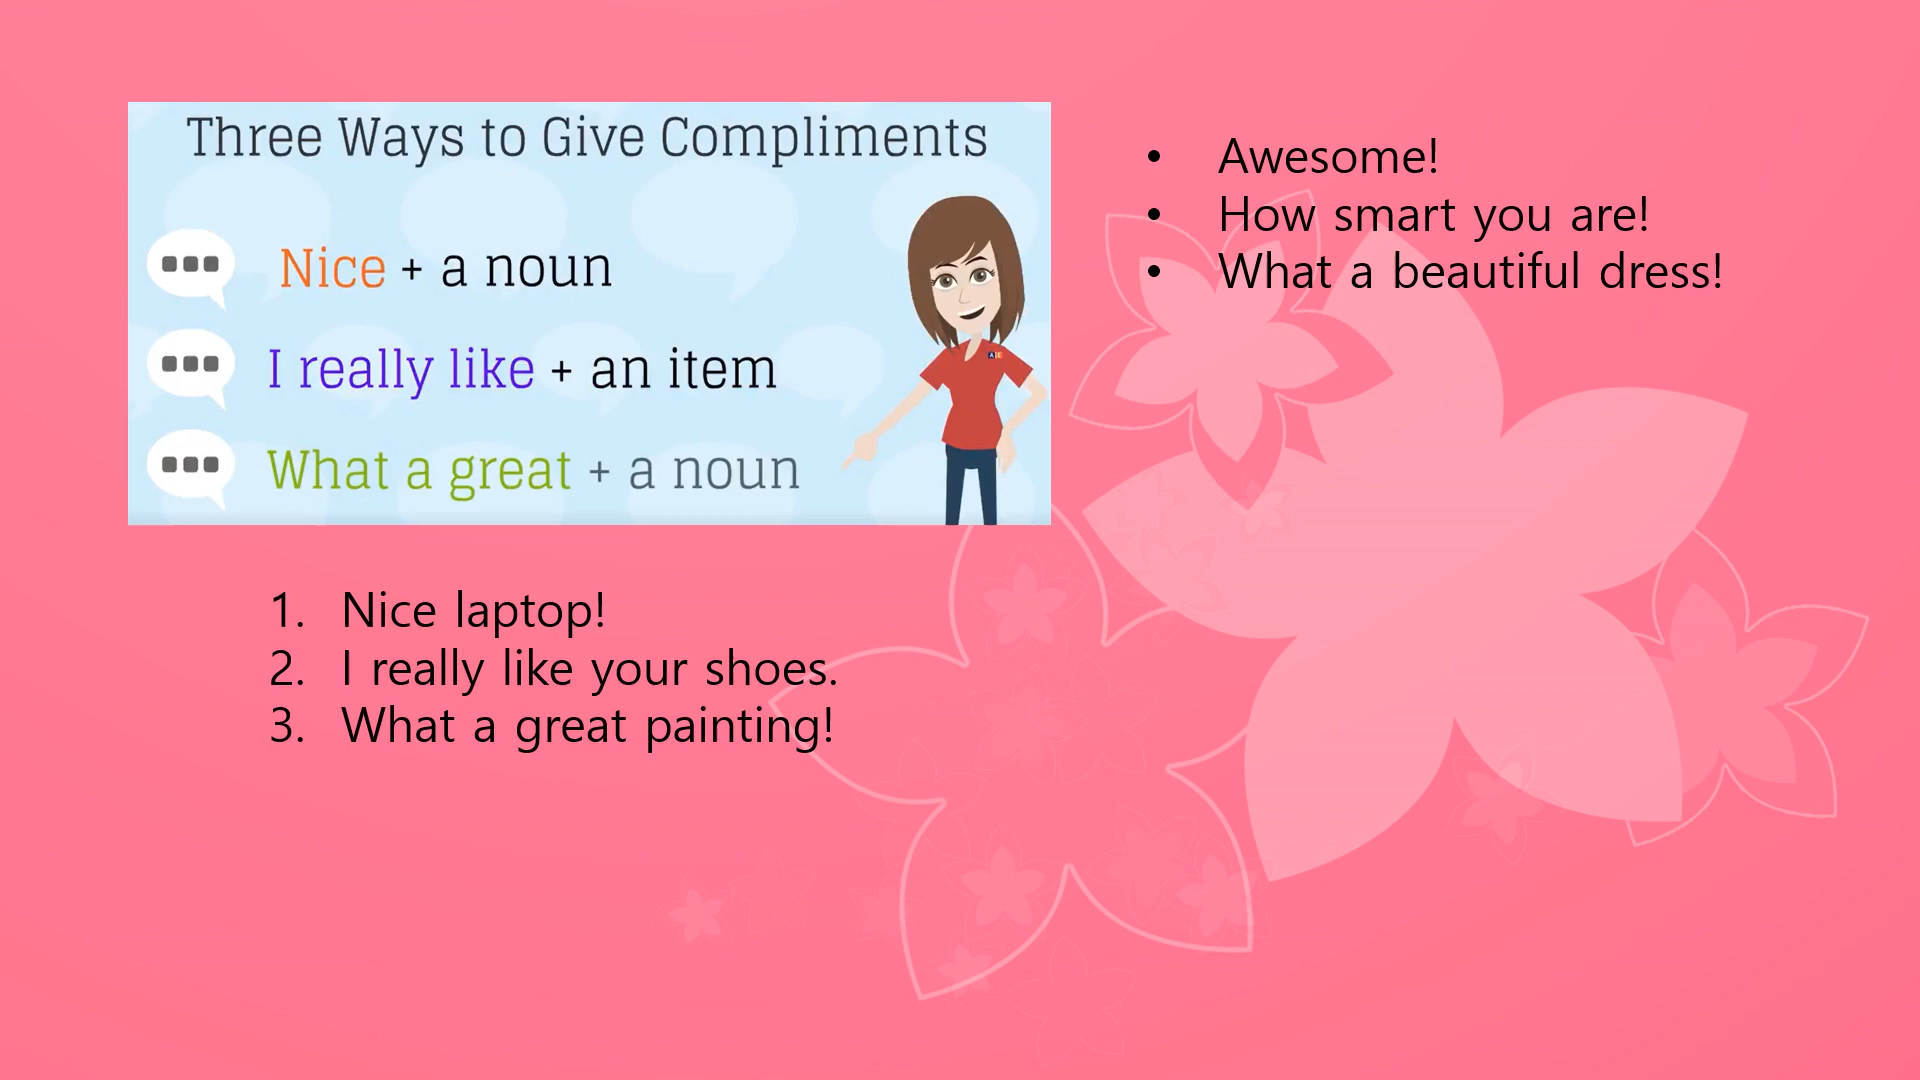 Three Ways to Give Compliments
Nice + a noun
I really like + an item
What a great + a noun
• Awesome!
• How smart you are!
• What a beautiful dress!
1. Nice laptop!
2. I really like your shoes.
3. What a great painting!